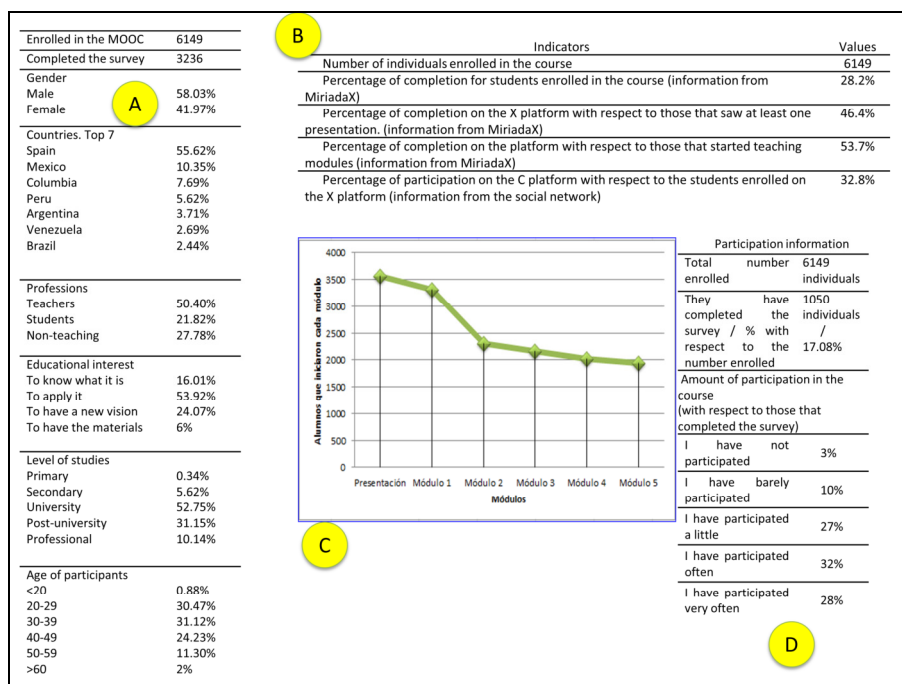 Enrolled in the MOOC 6149
Completed the survey 3236
Gender
Male 58.03%
Female 41.97%
A
Countries. Top 7
Spain 55.62%
Mexico 10.35%
Columbia 7.69%
Peru 5.62%
Argentina 3.71%
Venezuela 2.69%
Brazil 2.44%
Professions
Teachers 50.40%
Students 21.82%
Non-teaching 27.78%
Educational interest
To know what it is 16.01%
To apply it 53.92%
To have a new vision 24.07%
To have the materials 6%
Level of studies
Primary 0.34%
Secondary 5.62%
University 52.75%
Post-university 31.15%
Professional 10.14%
Age of participants
<20 0.88%
20-29 30.47%
30-39 31.12%
40-49 24.23%
50-59 11.30%
>60 2%
B
Indicators Values
Number of individuals enrolled in the course 6149
Percentage of completion for students enrolled in the course (information from 28.2%
MiriadaX)
Percentage of completion on the X platform with respect to those that saw at least one 46.4%
presentation. (information from MiriadaX)
Percentage of completion on the platform with respect to those that started teaching 53.7%
modules (information from MiriadaX)
Percentage of participation on the C platform with respect to the students enrolled on 32.8%
the X platform (information from the social network)
Alumnos que iniciaron cada módulo
4000
3500
3000
2500
2000
1500
1000
500
0
Presentación Módulo 1 Módulo 2 Módulo 3 Módulo 4 Módulo 5
Módulos
C
Participation information
Total number 6149
enrolled individuals
They have 1050
completed the individuals
survey / % with /
respect to the 17.08%
number enrolled
Amount of participation in the
course
(with respect to those that
completed the survey)
I have not
participated 3%
I have barely
participated 10%
I have participated
a little 27%
I have participated
often 32%
I have participated
very often 28%
D